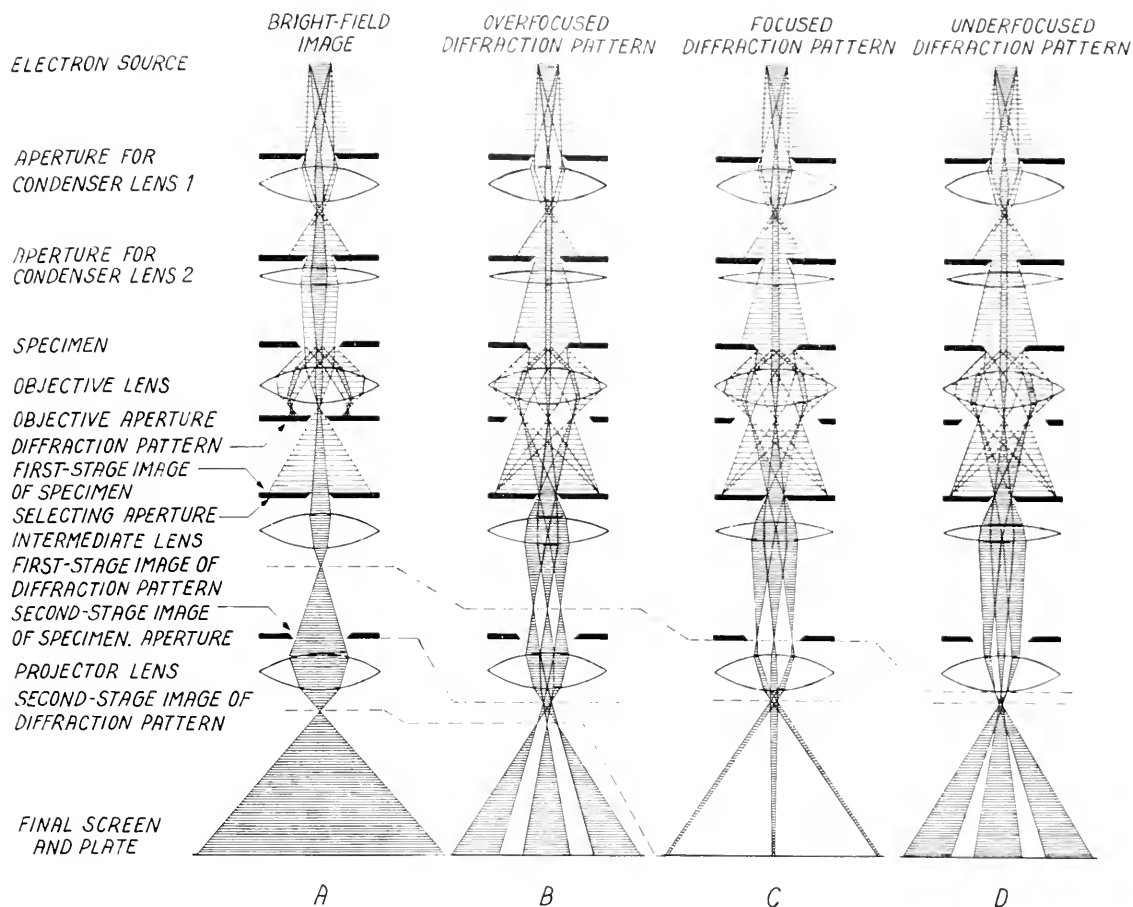 BRIGHT-FIELD
IMAGE
OVERFOCUSED
DIFFRACTION PATTERN
FOCUSED
DIFFRACTION PATTERN
UNDERFOCUSED
DIFFRACTION PATTERN
ELECTRON SOURCE
APERTURE FOR
CONDENSER LENS 1
APERTURE FOR
CONDENSER LENS 2
SPECIMEN
OBJECTIVE LENS
OBJECTIVE APERTURE
DIFFRACTION PATTERN
FIRST-STAGE IMAGE
OF SPECIMEN
SELECTING APERTURE
INTERMEDIATE LENS
FIRST-STAGE IMAGE OF
DIFFRACTION PATTERN
SECOND-STAGE IMAGE
OF SPECIMEN. APERTURE
PROJECTOR LENS
SECOND-STAGE IMAGE OF
DIFFRACTION PATTERN
FINAL SCREEN
AND PLATE
A
B
C
D